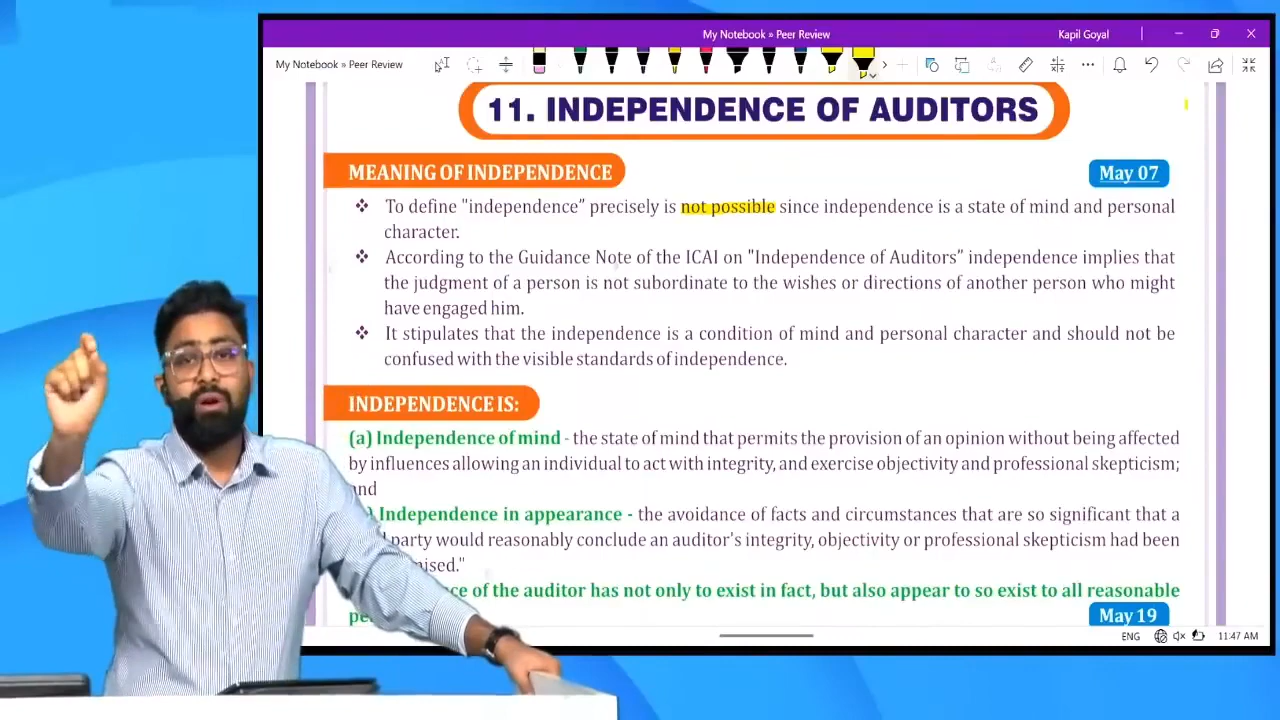 My Notebook » Peer Review
Kapil Goyal
My Notebook » Peer Review
11. INDEPENDENCE OF AUDITORS
MEANING OF INDEPENDENCE
May 07
❖ To define "independence” precisely is not possible since independence is a state of mind and personal
character.
❖ According to the Guidance Note of the ICAI on "Independence of Auditors” independence implies that
the judgment of a person is not subordinate to the wishes or directions of another person who might
have engaged him.
❖ It stipulates that the independence is a condition of mind and personal character and should not be
confused with the visible standards of independence.
INDEPENDENCE IS:
(a) Independence of mind - the state of mind that permits the provision of an opinion without being affected
by influences allowing an individual to act with integrity, and exercise objectivity and professional skepticism;
and
Independence in appearance - the avoidance of facts and circumstances that are so significant that a
party would reasonably conclude an auditor's integrity, objectivity or professional skepticism had been
of the auditor has not only to exist in fact, but also appear to so exist to all reasonable
May 19
ENG
11:47 AM